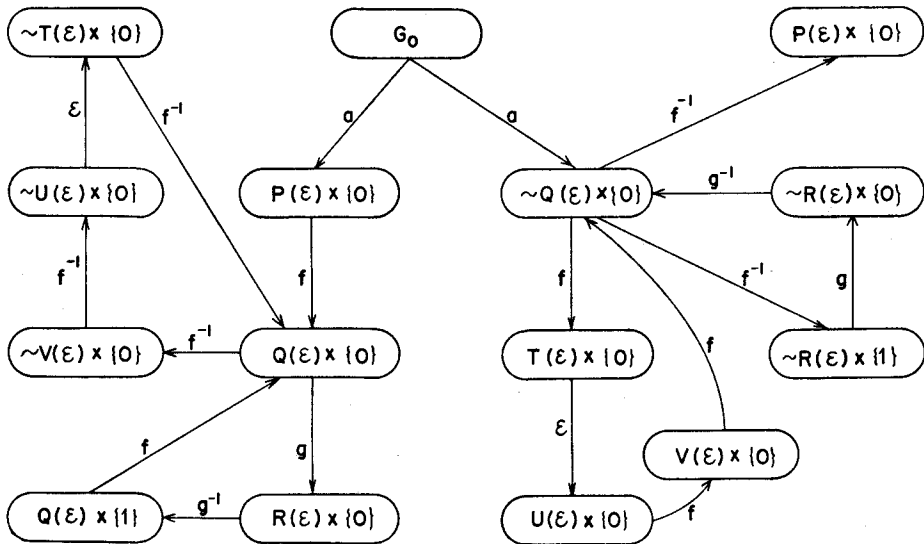 ~T(ε) × {0}
G₀
P(ε) × {0}
ε
f⁻¹
a
a
f⁻¹
~U(ε) × {0}
P(ε) × {0}
~Q(ε) × {0}
g⁻¹
~R(ε) × {0}
f⁻¹
f
f
f⁻¹
g
~V(ε) × {0}
f⁻¹
Q(ε) × {0}
T(ε) × {0}
f
~R(ε) × {1}
f
g
ε
V(ε) × {0}
Q(ε) × {1}
g⁻¹
R(ε) × {0}
U(ε) × {0}
f